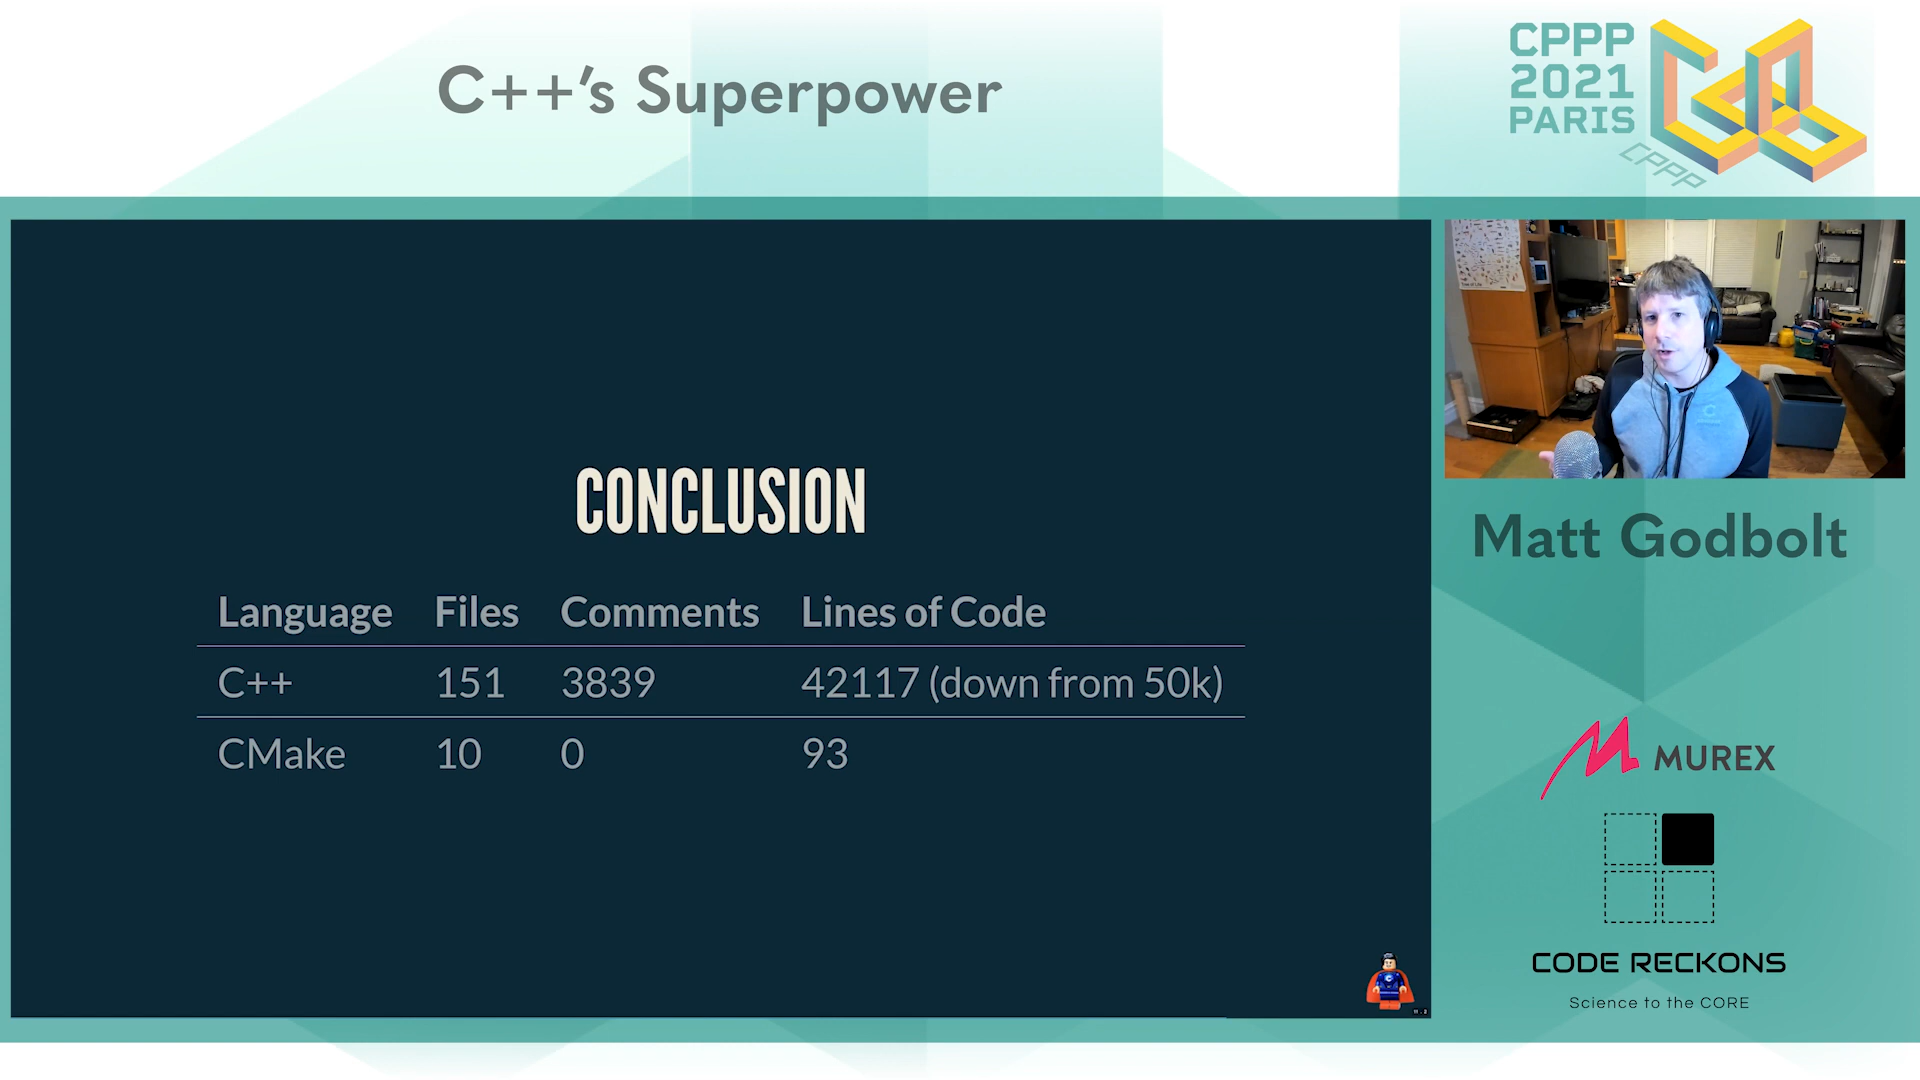 C++’s Superpower
CPPP
2021
PARIS
CPPP
CONCLUSION
Language Files Comments Lines of Code
C++ 151 3839 42117 (down from 50k)
CMake 10 0 93
Matt Godbolt
MUREX
CODE RECKONS
Science to the CORE